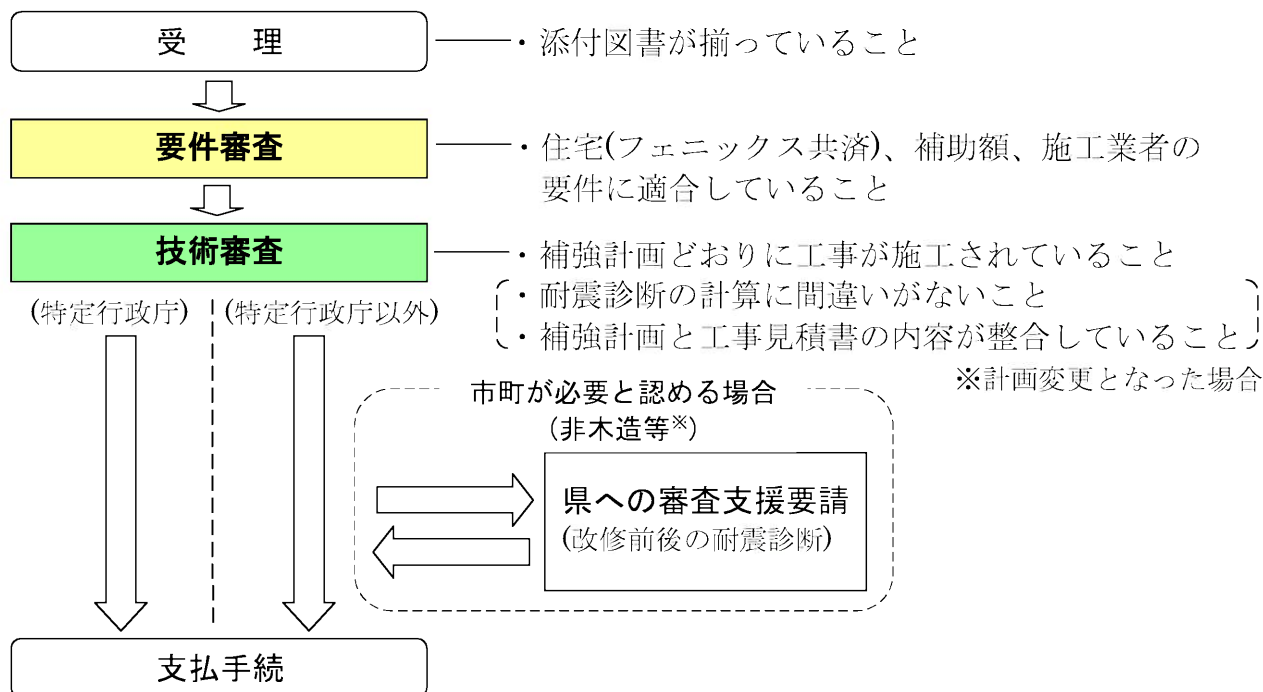 受　　理
・添付図書が揃っていること
要件審査
・住宅(フェニックス共済)、補助額、施工業者の
要件に適合していること
技術審査
・補強計画どおりに工事が施工されていること
・耐震診断の計算に間違いがないこと
・補強計画と工事見積書の内容が整合していること
※計画変更となった場合
(特定行政庁)
(特定行政庁以外)
市町が必要と認める場合
(非木造等※)
県への審査支援要請
(改修前後の耐震診断)
支払手続